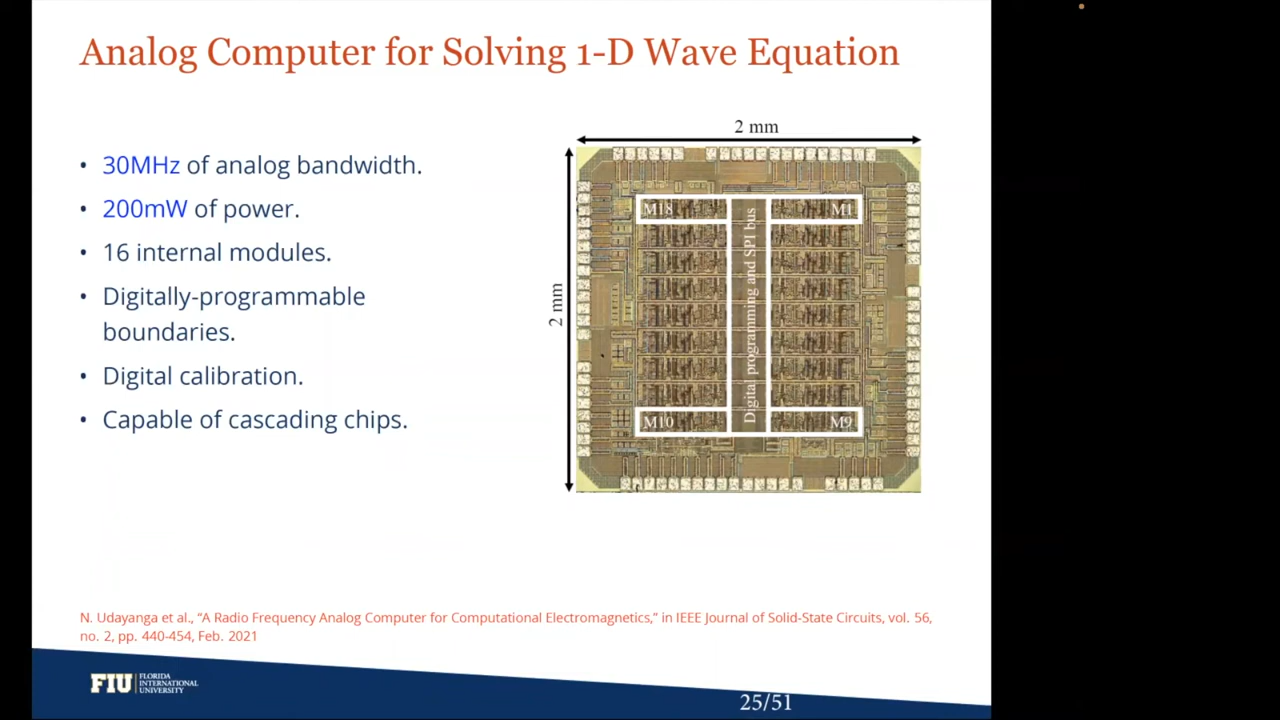 Analog Computer for Solving 1-D Wave Equation
2 mm
• 30MHz of analog bandwidth.
• 200mW of power.
• 16 internal modules.
• Digitally-programmable
boundaries.
• Digital calibration.
• Capable of cascading chips.
2 mm
M18
M1
Digital programming and SPI bus
M10
M9
N. Udayanga et al., “A Radio Frequency Analog Computer for Computational Electromagnetics,” in IEEE Journal of Solid-State Circuits, vol. 56,
no. 2, pp. 440-454, Feb. 2021
FIU
FLORIDA
INTERNATIONAL
UNIVERSITY
25/51